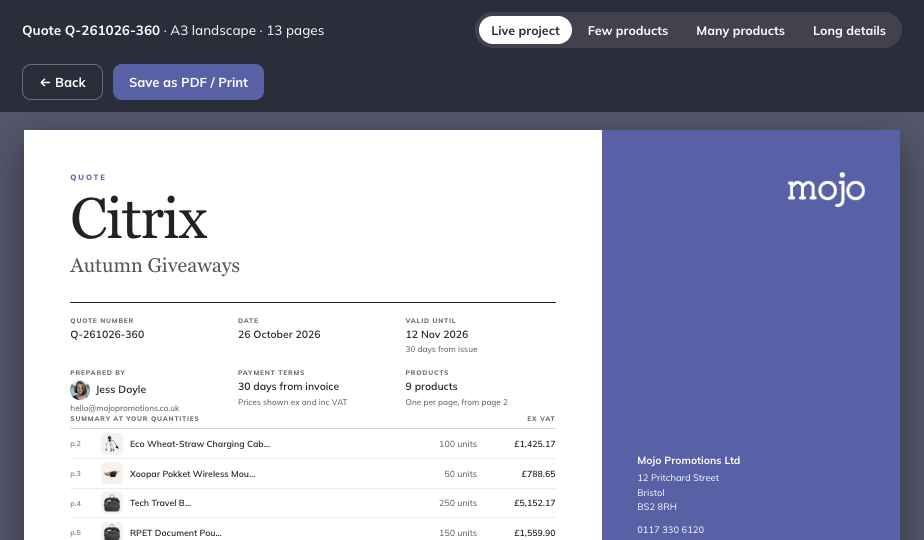 Quote Q-261026-360 · A3 landscape · 13 pages
Live project
Few products
Many products
Long details
← Back
Save as PDF / Print
QUOTE
mojo
Citrix
Autumn Giveaways
QUOTE NUMBER
DATE
VALID UNTIL
Q-261026-360
26 October 2026
12 Nov 2026
30 days from issue
PREPARED BY
PAYMENT TERMS
PRODUCTS
Jess Doyle
30 days from invoice
9 products
hello@mojopromotions.co.uk
Prices shown ex and inc VAT
One per page, from page 2
SUMMARY AT YOUR QUANTITIES
EX VAT
p.2 Eco Wheat-Straw Charging Cab... 100 units £1,425.17
p.3 Xoopar Pokket Wireless Mou... 50 units £788.65
p.4 Tech Travel B... 250 units £5,152.17
p.5 RPET Document Pou... 150 units £1,559.90
Mojo Promotions Ltd
12 Pritchard Street
Bristol
BS2 8RH
0117 330 6120